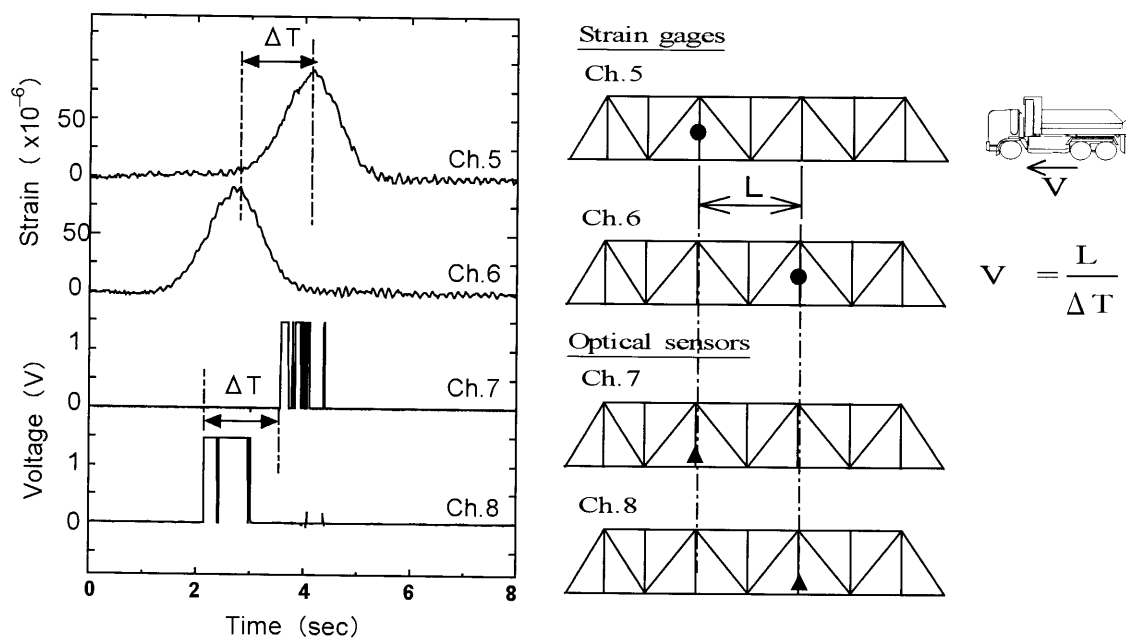 ΔT
50
0
Ch.5
50
0
Ch.6
Strain (x10⁻⁶)
1
0
Ch.7
ΔT
1
0
Ch.8
Voltage (V)
0 2 4 6 8
Time (sec)
Strain gages
Ch.5
L
V
Ch.6
V = L / ΔT
Optical sensors
Ch.7
Ch.8